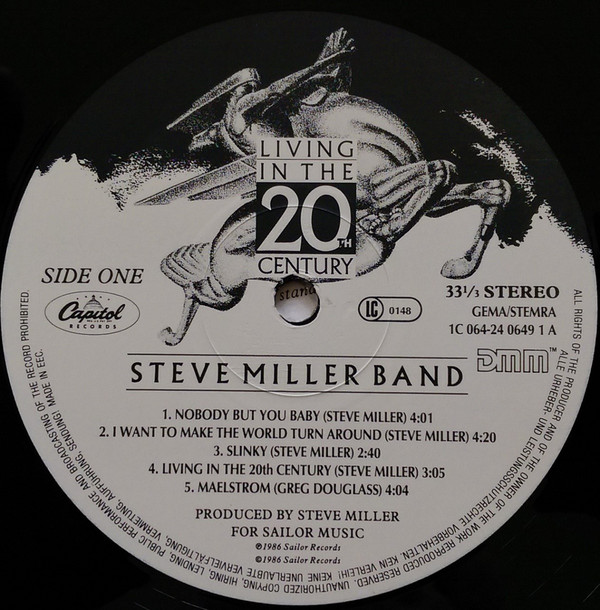 LIVING
IN THE
20TH
CENTURY
SIDE ONE
Capitol
RECORDS
stand
LC 0148
33 1/3 STEREO
GEMA/STEMRA
1C 064-24 0649 1 A
DMM™
STEVE MILLER BAND
1. NOBODY BUT YOU BABY (STEVE MILLER) 4:01
2. I WANT TO MAKE THE WORLD TURN AROUND (STEVE MILLER) 4:20
3. SLINKY (STEVE MILLER) 2:40
4. LIVING IN THE 20th CENTURY (STEVE MILLER) 3:05
5. MAELSTROM (GREG DOUGLASS) 4:04
PRODUCED BY STEVE MILLER
FOR SAILOR MUSIC
℗1986 Sailor Records
©1986 Sailor Records
ALL RIGHTS OF THE PRODUCER AND OF THE OWNER OF THE WORK REPRODUCED RESERVED. UNAUTHORIZED COPYING, HIRING, LENDING, PUBLIC PERFORMANCE AND BROADCASTING OF THE RECORD PROHIBITED.
ALLE URHEBER- UND LEISTUNGSSCHUTZRECHTE VORBEHALTEN. KEIN VERLEIH! KEINE UNERLAUBTE VERVIELFÄLTIGUNG, VERMIETUNG, AUFFÜHRUNG, SENDUNG! MADE IN EEC.